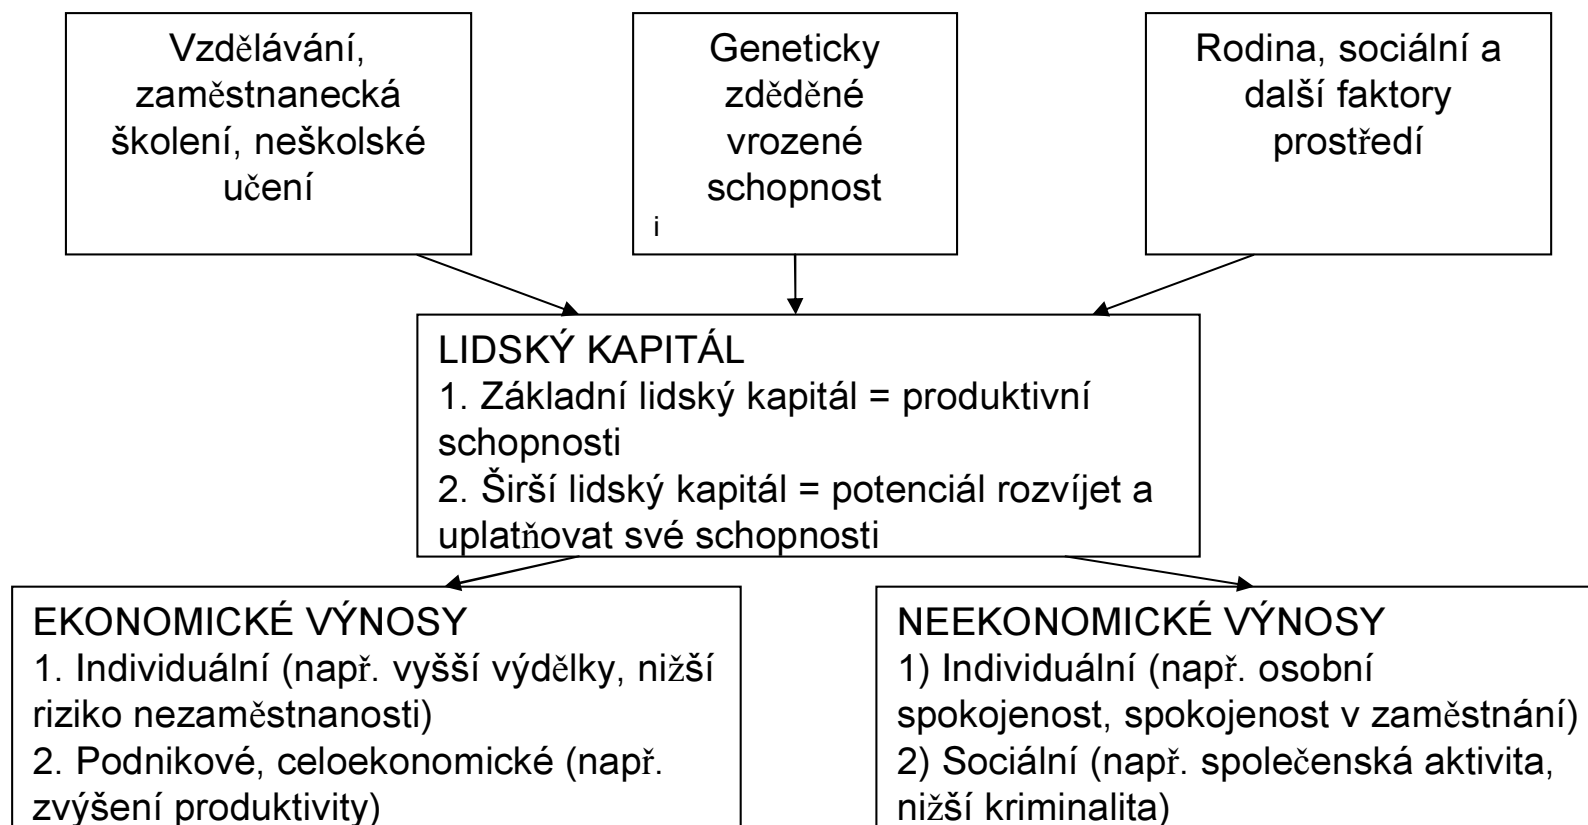 Vzdělávání,
zaměstnanecká
školení, neškolské
učení
Geneticky
zděděné
vrozené
schopnost
i
Rodina, sociální a
další faktory
prostředí
LIDSKÝ KAPITÁL
1. Základní lidský kapitál = produktivní
schopnosti
2. Širší lidský kapitál = potenciál rozvíjet a
uplatňovat své schopnosti
EKONOMICKÉ VÝNOSY
1. Individuální (např. vyšší výdělky, nižší
riziko nezaměstnanosti)
2. Podnikové, celoekonomické (např.
zvýšení produktivity)
NEEKONOMICKÉ VÝNOSY
1) Individuální (např. osobní
spokojenost, spokojenost v zaměstnání)
2) Sociální (např. společenská aktivita,
nižší kriminalita)